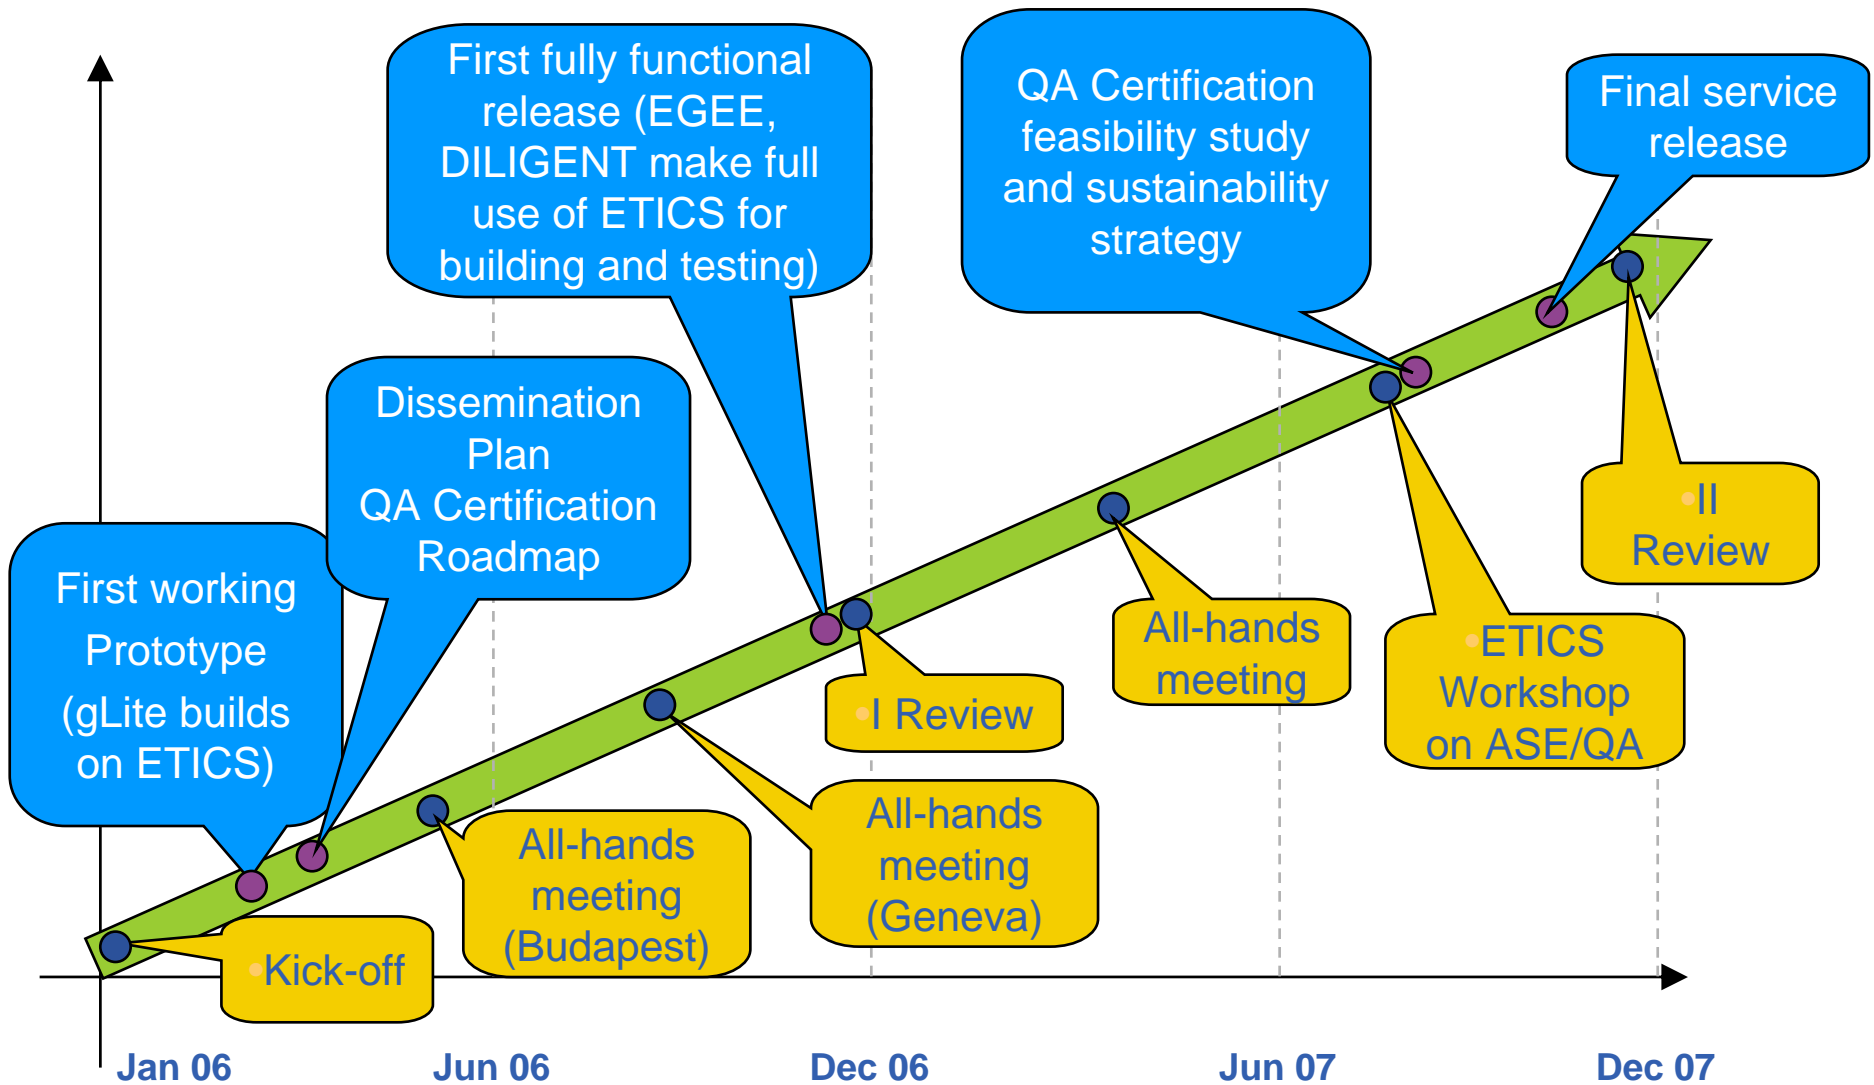 First fully functional
release (EGEE,
DILIGENT make full
use of ETICS for
building and testing)
QA Certification
feasibility study
and sustainability
strategy
Final service
release
Dissemination
Plan
QA Certification
Roadmap
First working
Prototype
(gLite builds
on ETICS)
•II
Review
All-hands
meeting
•ETICS
Workshop
on ASE/QA
•I Review
All-hands
meeting
(Geneva)
All-hands
meeting
(Budapest)
•Kick-off
Jan 06
Jun 06
Dec 06
Jun 07
Dec 07